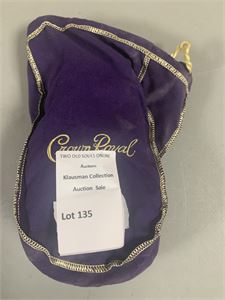 Crown Royal
TWO OLD SOULS ONLINE
Auctions
Klausman Collection
Auction Sale
Lot 135